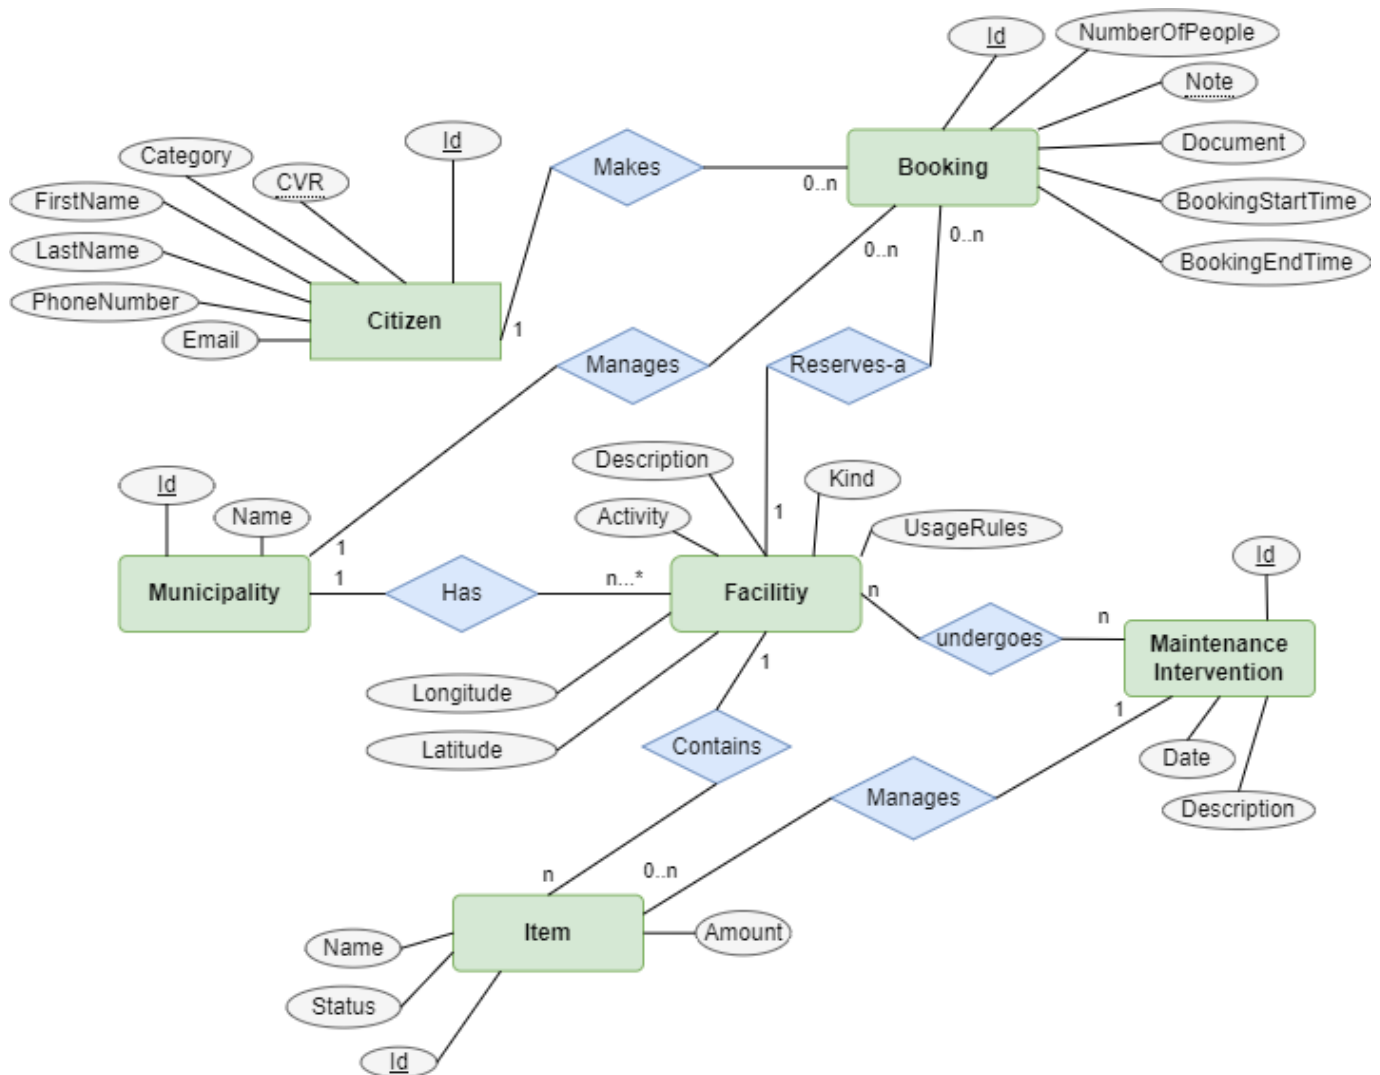 Id
NumberOfPeople
Note
Document
BookingStartTime
BookingEndTime
Booking
0..n
Makes
Id
Category
CVR
FirstName
LastName
PhoneNumber
Email
Citizen
1
0..n
0..n
Manages
Reserves-a
Description
Kind
Id
Name
Activity
1
UsageRules
1
Id
Municipality
1
Has
n...*
Facilitiy
n
undergoes
n
Maintenance
Intervention
1
Longitude
Latitude
Contains
1
Date
Manages
Description
n
0..n
Name
Item
Amount
Status
Id